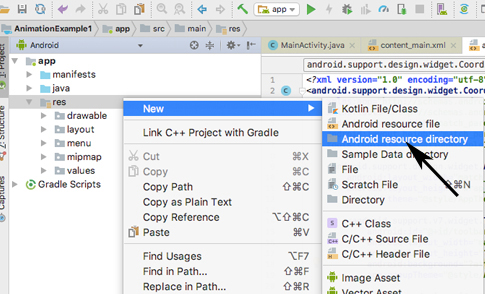 app
AnimationExample1 app src main res
Android
MainActivity.java content_main.xml
app
manifests
java
res
drawable
layout
menu
mipmap
values
Gradle Scripts
android.support.design.widget.Coord
<?xml version="1.0" encoding="utf-8
2 <android.support.design.widget.Coor
New
Link C++ Project with Gradle
Cut ⌘X
Copy ⌘C
Copy Path ⇧⌘C
Copy as Plain Text
Copy Reference ⌥⇧⌘C
Paste ⌘V
Find Usages ⌥F7
Find in Path... ⇧⌘F
Replace in Path... ⇧⌘R
Kotlin File/Class
Android resource file
Android resource directory
Sample Data directory
File
Scratch File ⇧⌘N
Directory
C++ Class
C/C++ Source File
C/C++ Header File
Image Asset
Vector Asset
Project
Structure
Captures